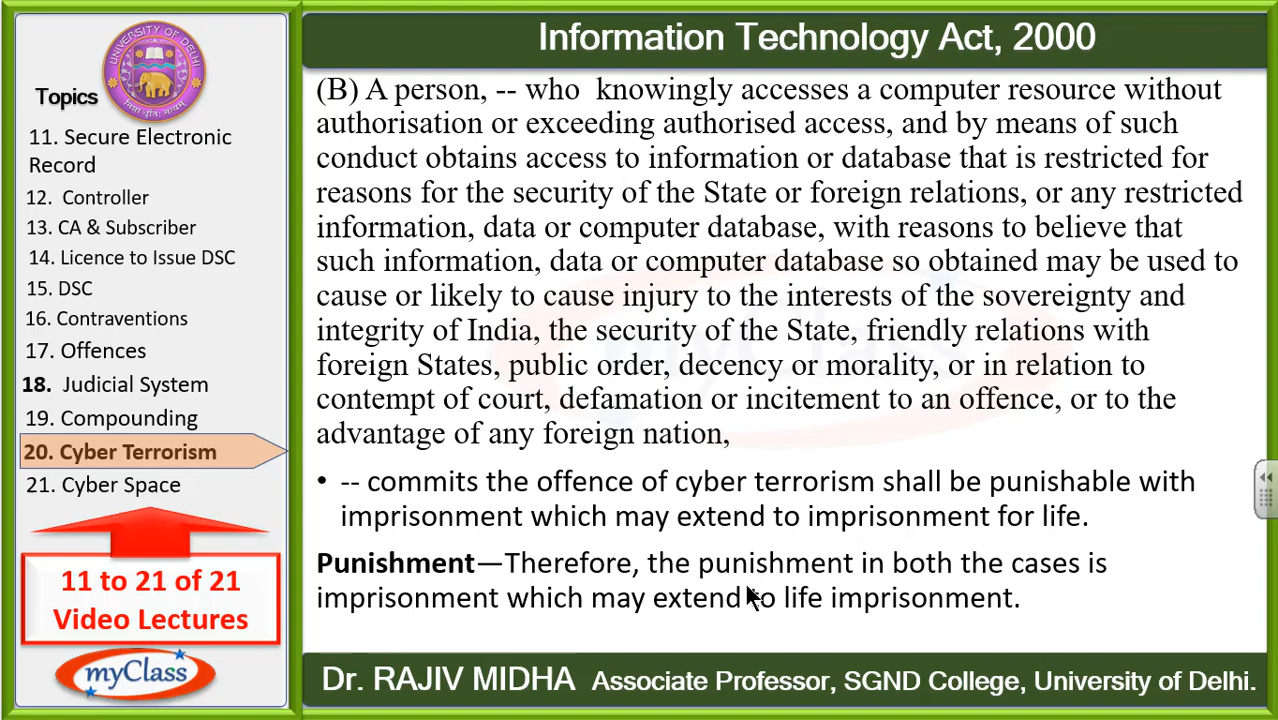 Information Technology Act, 2000
Topics
UNIVERSITY OF DELHI
11. Secure Electronic
Record
12. Controller
13. CA & Subscriber
14. Licence to Issue DSC
15. DSC
16. Contraventions
17. Offences
18. Judicial System
19. Compounding
20. Cyber Terrorism
21. Cyber Space
11 to 21 of 21
Video Lectures
myClass
(B) A person, -- who knowingly accesses a computer resource without
authorisation or exceeding authorised access, and by means of such
conduct obtains access to information or database that is restricted for
reasons for the security of the State or foreign relations, or any restricted
information, data or computer database, with reasons to believe that
such information, data or computer database so obtained may be used to
cause or likely to cause injury to the interests of the sovereignty and
integrity of India, the security of the State, friendly relations with
foreign States, public order, decency or morality, or in relation to
contempt of court, defamation or incitement to an offence, or to the
advantage of any foreign nation,
• -- commits the offence of cyber terrorism shall be punishable with
imprisonment which may extend to imprisonment for life.
Punishment—Therefore, the punishment in both the cases is
imprisonment which may extend to life imprisonment.
Dr. RAJIV MIDHA Associate Professor, SGND College, University of Delhi.